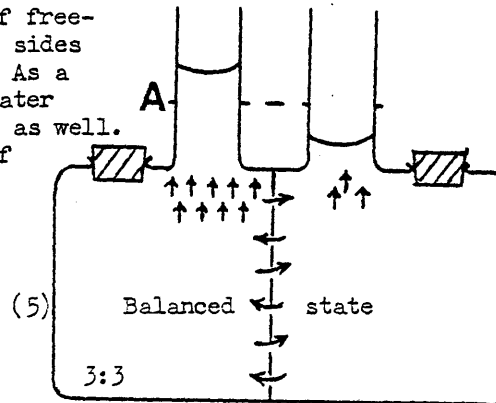 f free-
sides
As a
ater
as well.
f
A
(5)
Balanced state
3:3